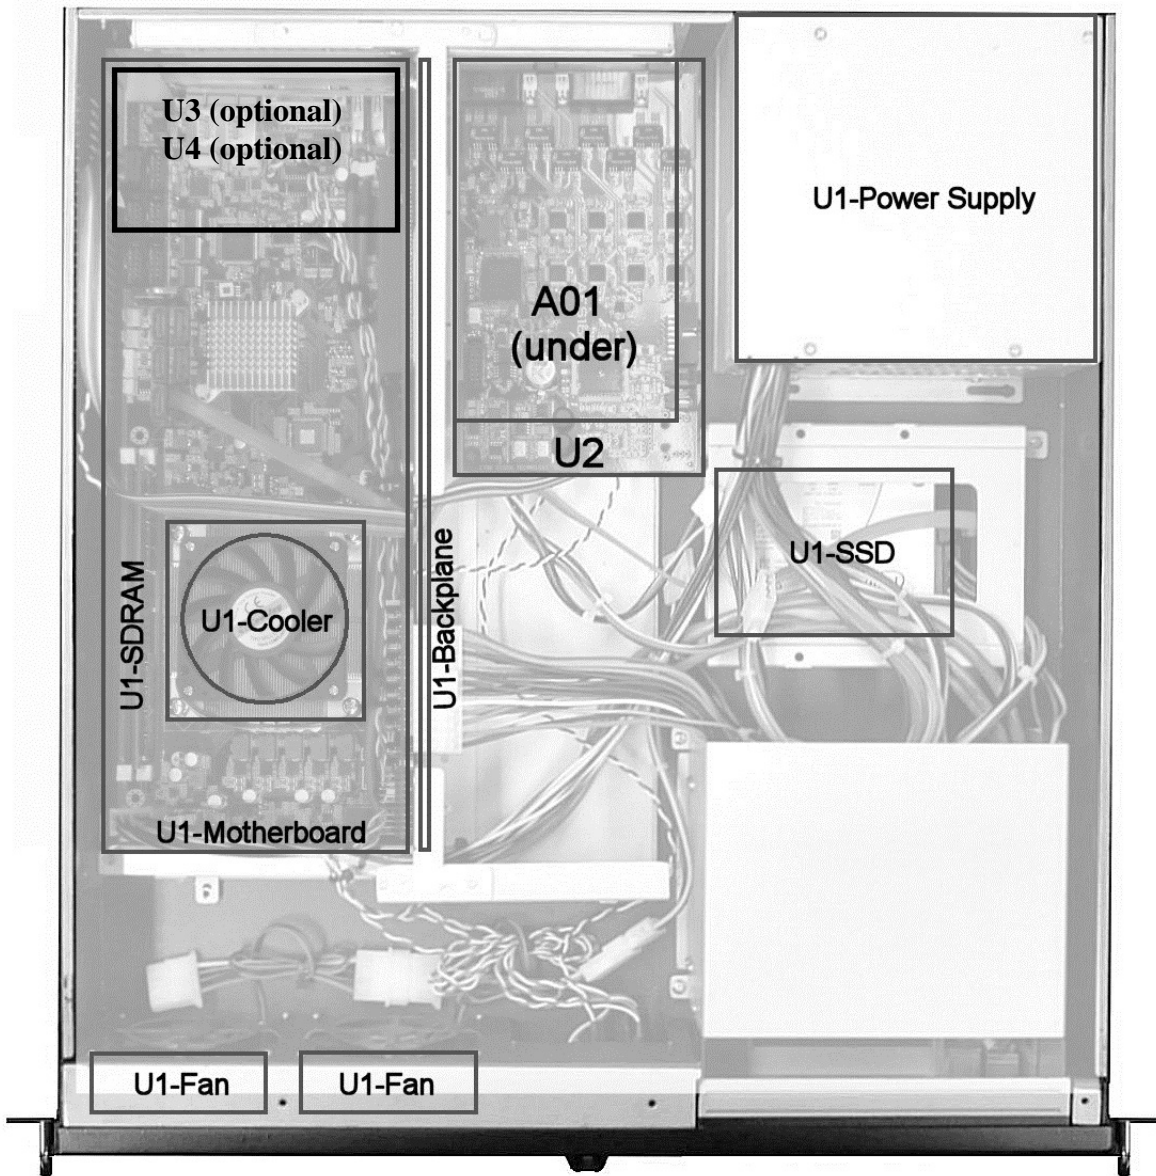 U3 (optional)
U4 (optional)
U1-Power Supply
A01
(under)
U2
U1-SSD
U1-SDRAM
U1-Cooler
U1-Backplane
U1-Motherboard
U1-Fan
U1-Fan